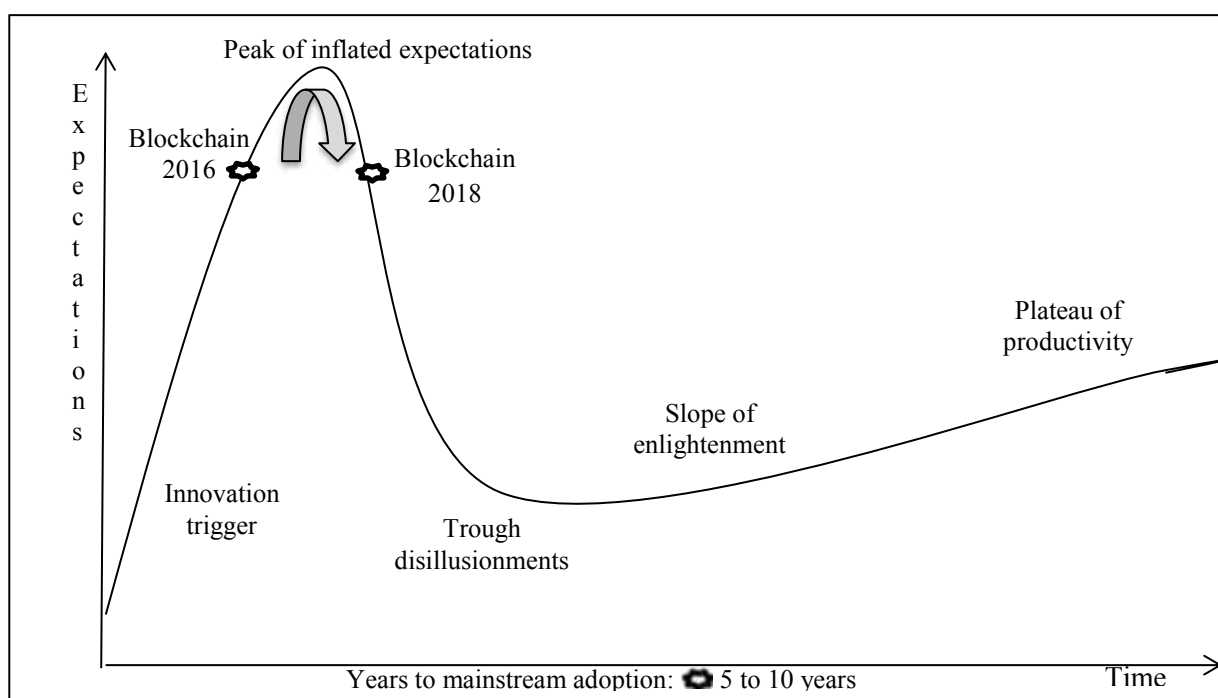 Peak of inflated expectations
Expectations
Blockchain
2016
Blockchain
2018
Plateau of
productivity
Slope of
enlightenment
Innovation
trigger
Trough
disillusionments
Years to mainstream adoption: 5 to 10 years
Time